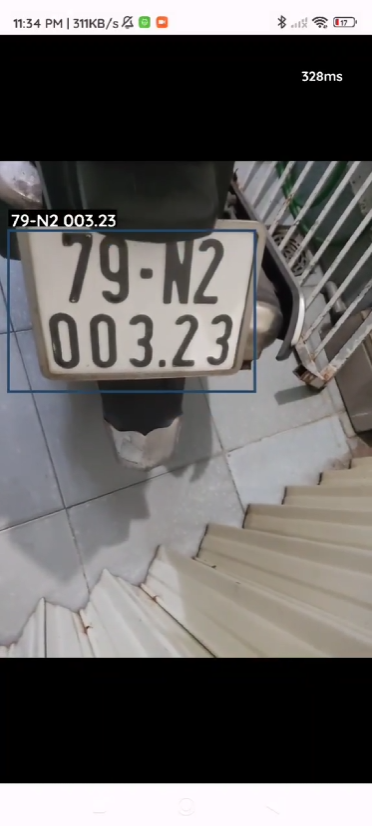 11:34 PM | 311KB/s
17
328ms
79-N2 003.23
79-N2
003.23